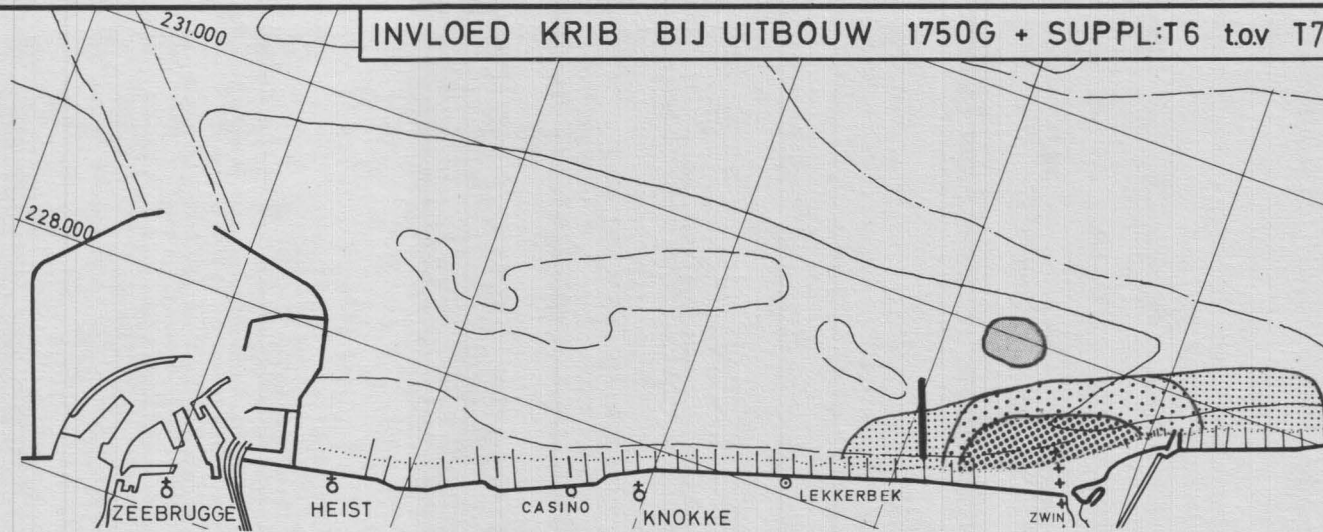 231.000
INVLOED KRIB BIJ UITBOUW 1750G + SUPPL:T6 t.o.v T7
228.000
ZEEBRUGGE
HEIST
CASINO
KNOKKE
LEKKERBEK
ZWIN